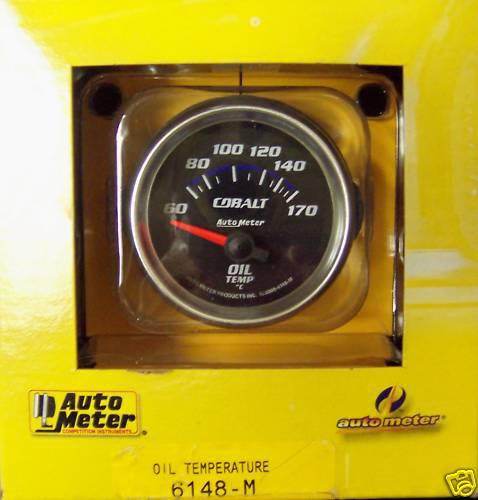 100 120
80 140
60 170
COBALT
Auto Meter
OIL
TEMP
°C
Auto
Meter®
COMPETITION INSTRUMENTS
auto meter®
OIL TEMPERATURE
6148-M